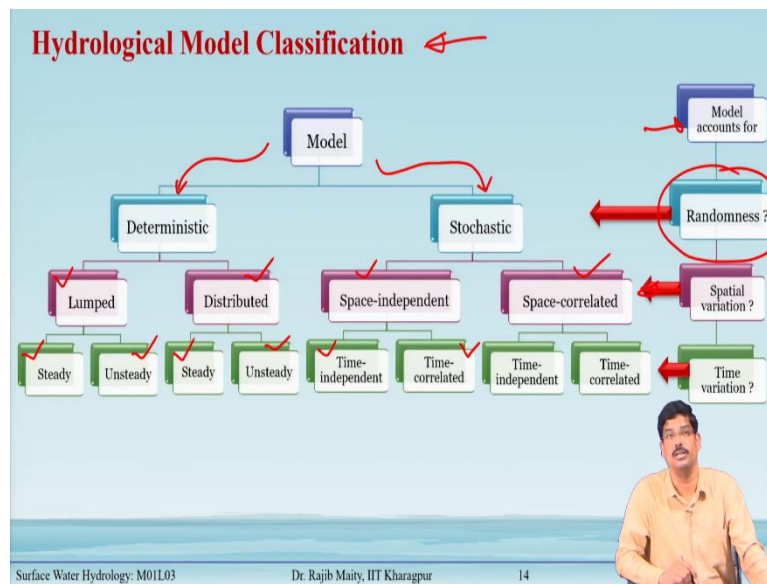 Hydrological Model Classification
Model
Model
accounts for
Deterministic
Stochastic
Randomness ?
Lumped
Distributed
Space-independent
Space-correlated
Spatial
variation ?
Steady
Unsteady
Steady
Unsteady
Time-
independent
Time-
correlated
Time-
independent
Time-
correlated
Time
variation ?
Surface Water Hydrology: M01L03
Dr. Rajib Maity, IIT Kharagpur
14